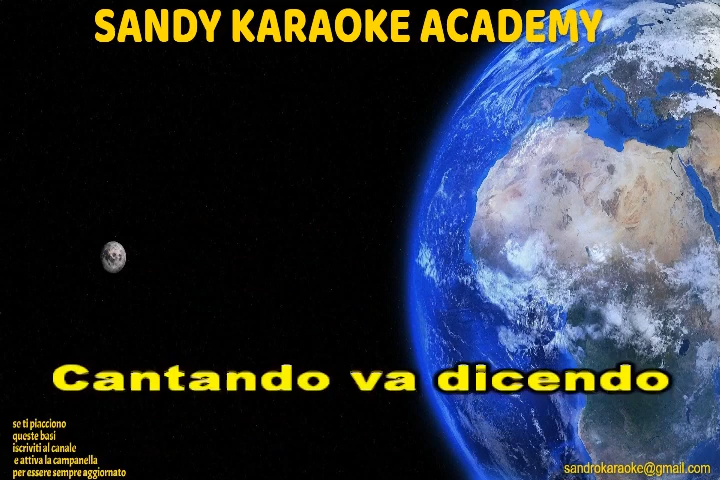 SANDY KARAOKE ACADEMY
Cantando va dicendo
se ti piacciono
queste basi
iscriviti al canale
e attiva la campanella
per essere sempre aggiornato
sandrokaraoke@gmail.com